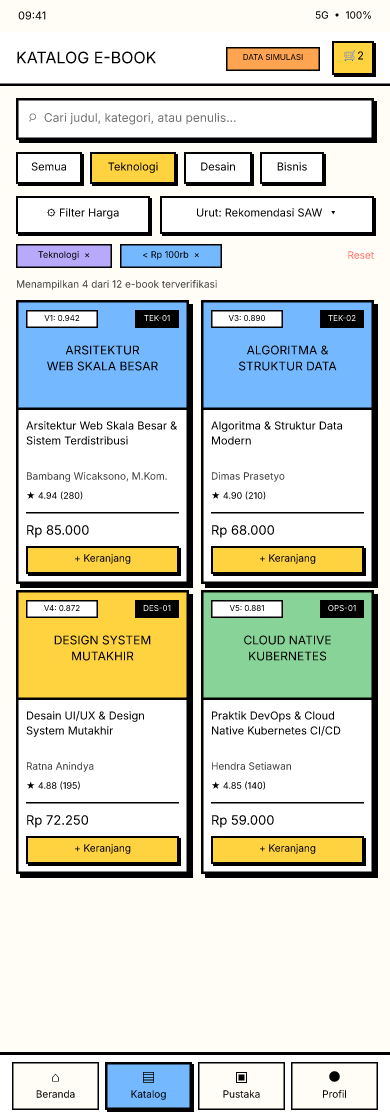 09:41
5G • 100%
KATALOG E-BOOK
DATA SIMULASI
🛒2
Cari judul, kategori, atau penulis...
Semua
Teknologi
Desain
Bisnis
⚙ Filter Harga
Urut: Rekomendasi SAW ▾
Teknologi ×
< Rp 100rb ×
Reset
Menampilkan 4 dari 12 e-book terverifikasi
V1: 0.942
TEK-01
ARSITEKTUR
WEB SKALA BESAR
Arsitektur Web Skala Besar &
Sistem Terdistribusi
Bambang Wicaksono, M.Kom.
★ 4.94 (280)
Rp 85.000
+ Keranjang
V3: 0.890
TEK-02
ALGORITMA &
STRUKTUR DATA
Algoritma & Struktur Data
Modern
Dimas Prasetyo
★ 4.90 (210)
Rp 68.000
+ Keranjang
V4: 0.872
DES-01
DESIGN SYSTEM
MUTAKHIR
Desain UI/UX & Design
System Mutakhir
Ratna Anindya
★ 4.88 (195)
Rp 72.250
+ Keranjang
V5: 0.881
OPS-01
CLOUD NATIVE
KUBERNETES
Praktik DevOps & Cloud
Native Kubernetes CI/CD
Hendra Setiawan
★ 4.85 (140)
Rp 59.000
+ Keranjang
Beranda
Katalog
Pustaka
Profil